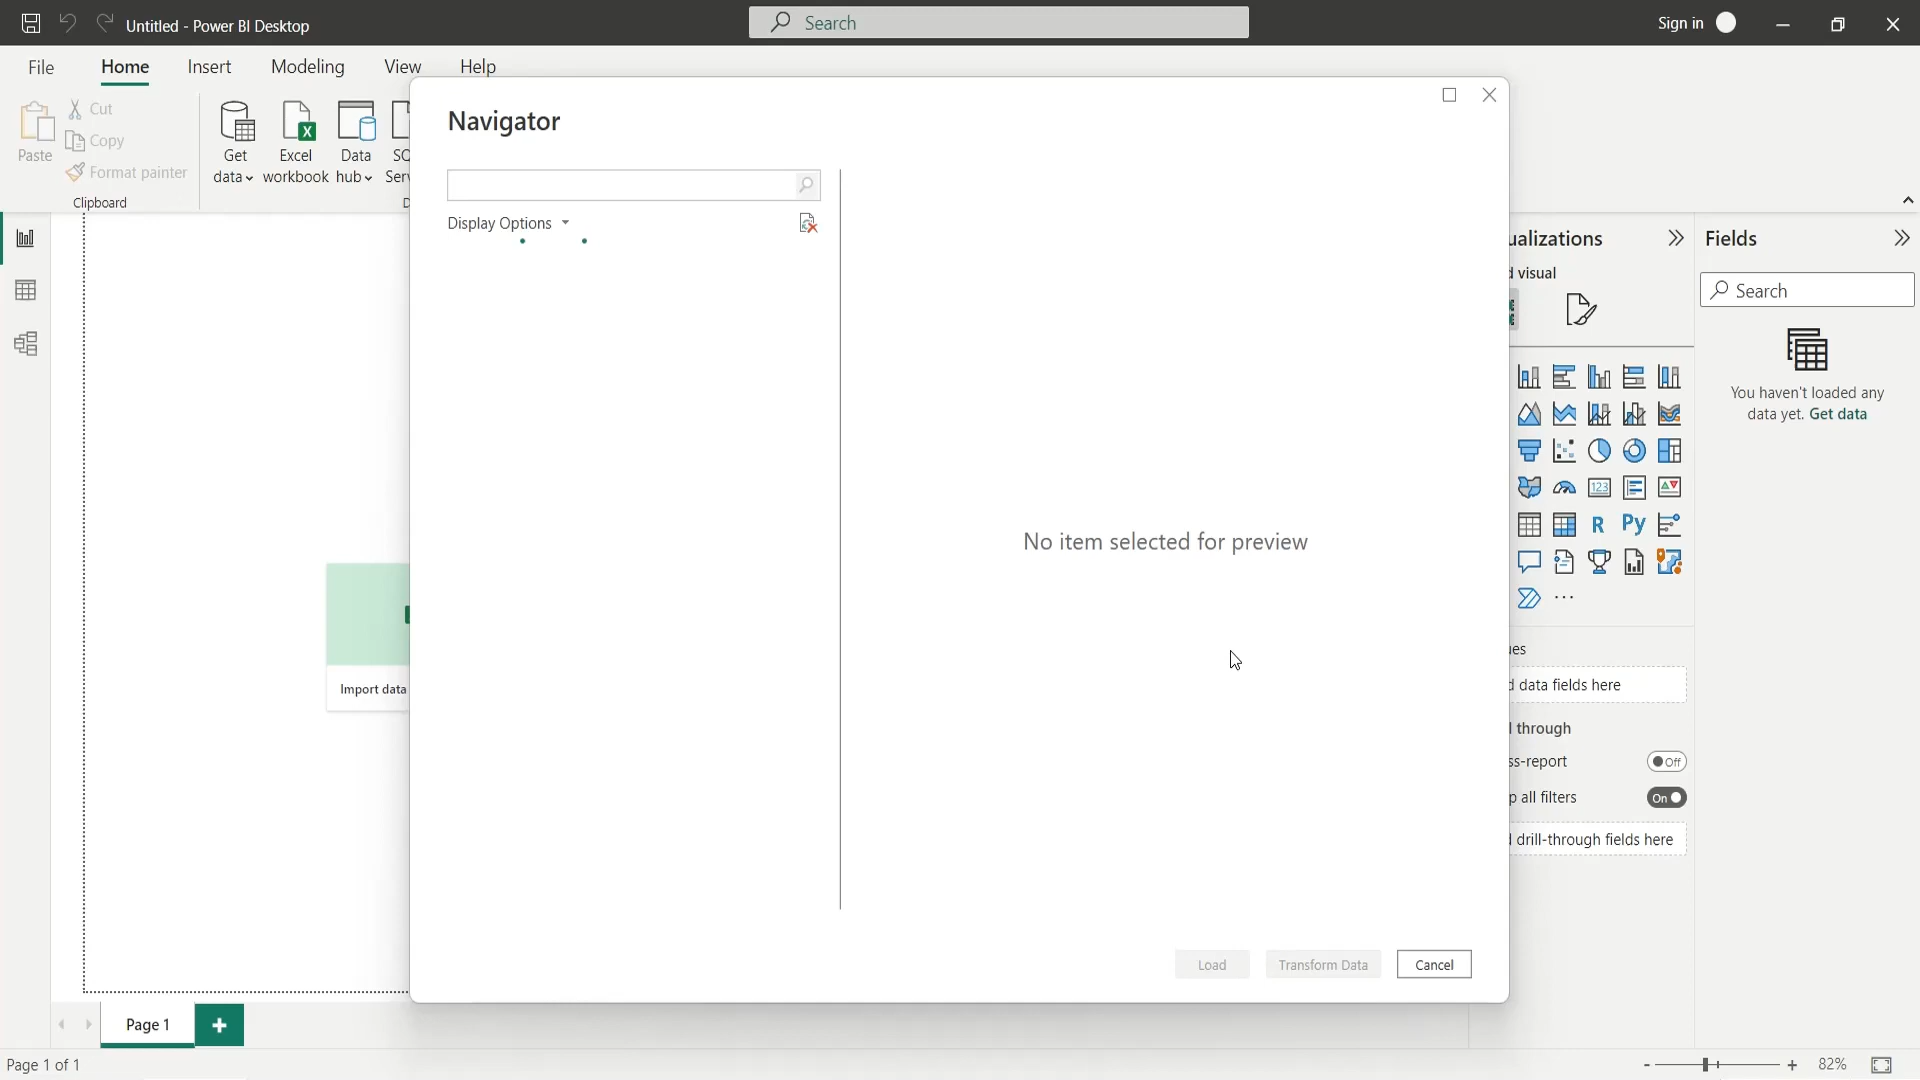 Untitled - Power BI Desktop
Search
Sign in
File
Home
Insert
Modeling
View
Help
Paste
Cut
Copy
Format painter
Clipboard
Get
data
Excel
workbook
Data
hub
Navigator
Display Options
No item selected for preview
Load
Transform Data
Cancel
Import data
Fields
Search
You haven't loaded any
data yet. Get data
visual
R
Py
123
data fields here
through
Off
all filters
On
drill-through fields here
Page 1
+
Page 1 of 1
-
+
82%